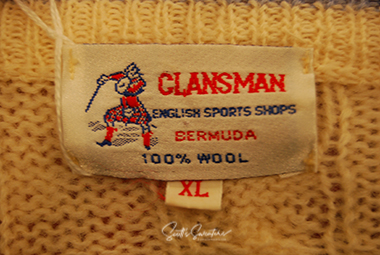 CLANSMAN
ENGLISH SPORTS SHOPS
BERMUDA
100% WOOL
XL